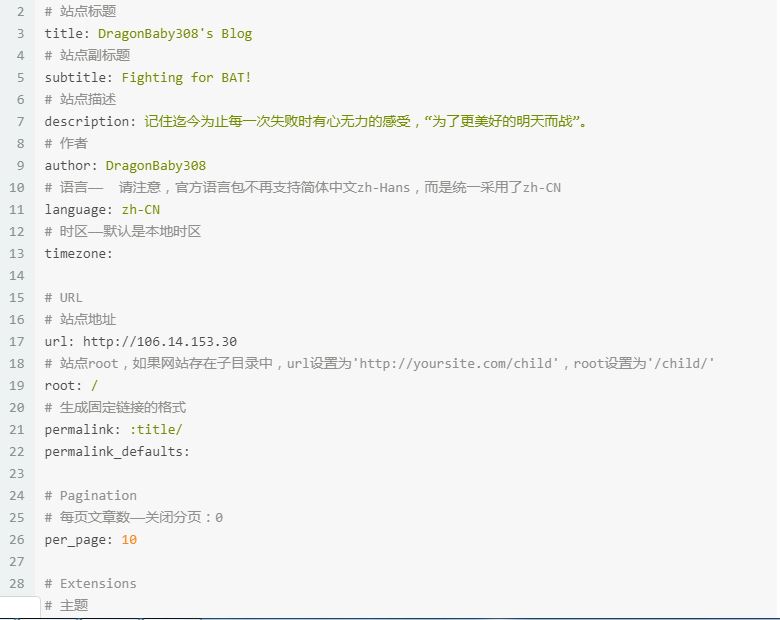 2 # 站点标题
3 title: DragonBaby308's Blog
4 # 站点副标题
5 subtitle: Fighting for BAT!
6 # 站点描述
7 description: 记住迄今为止每一次失败时有心无力的感受，“为了更美好的明天而战”。
8 # 作者
9 author: DragonBaby308
10 # 语言—— 请注意，官方语言包不再支持简体中文zh-Hans，而是统一采用了zh-CN
11 language: zh-CN
12 # 时区——默认是本地时区
13 timezone:
14
15 # URL
16 # 站点地址
17 url: http://106.14.153.30
18 # 站点root，如果网站存在子目录中，url设置为'http://yoursite.com/child'，root设置为'/child/'
19 root: /
20 # 生成固定链接的格式
21 permalink: :title/
22 permalink_defaults:
23
24 # Pagination
25 # 每页文章数——关闭分页：0
26 per_page: 10
27
28 # Extensions
# 主题